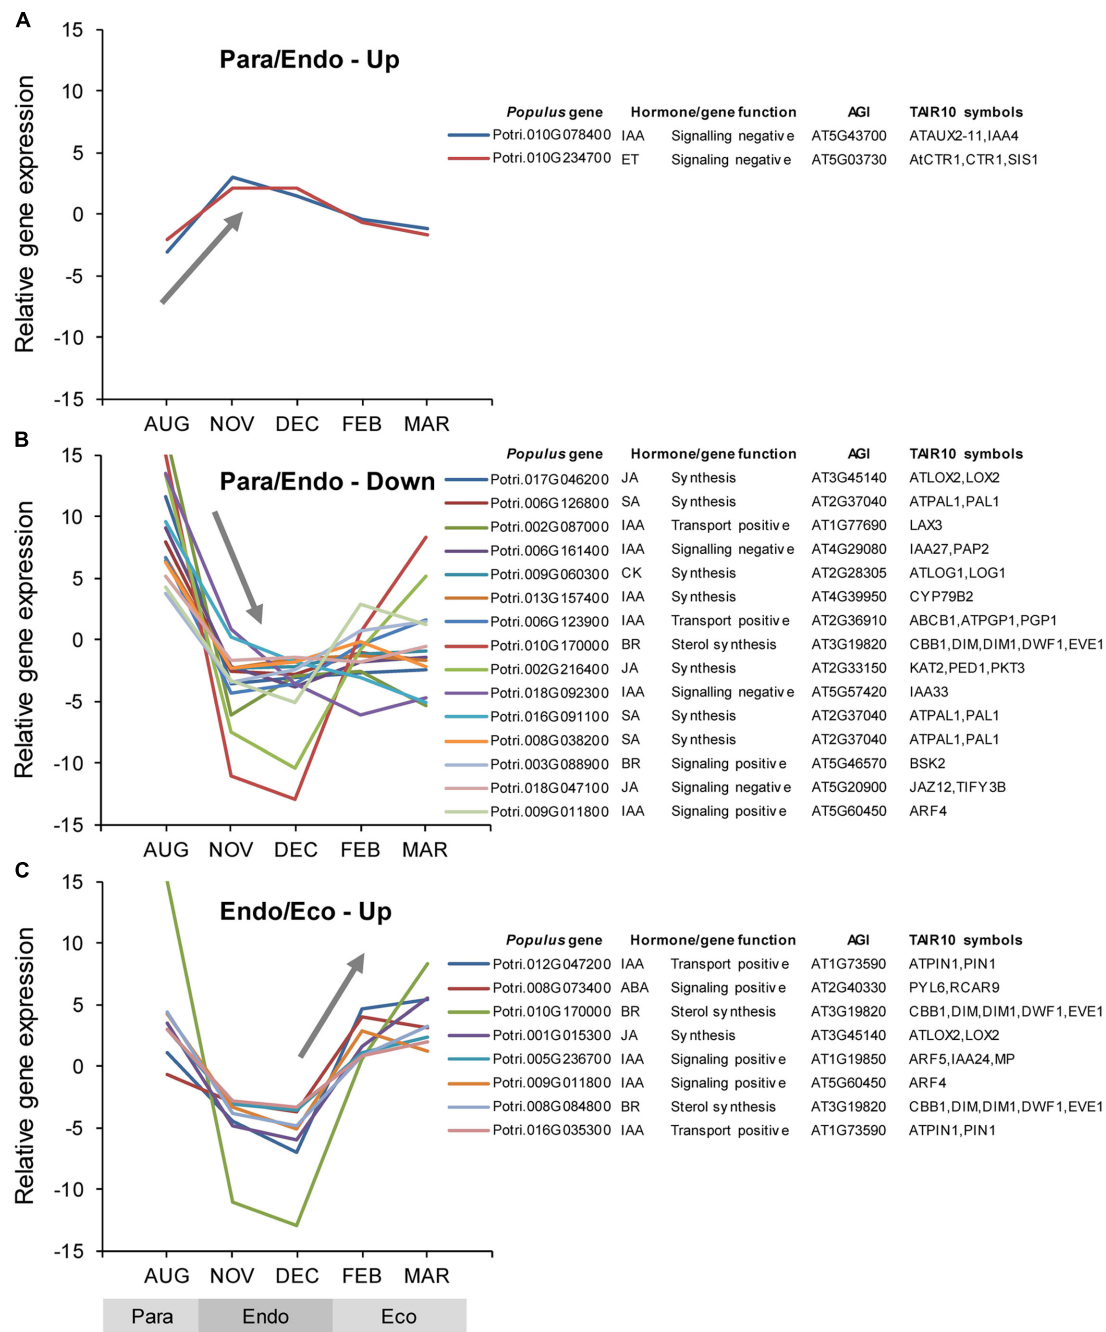 A
Para/Endo - Up
Relative gene expression
15
10
5
0
-5
-10
-15
AUG NOV DEC FEB MAR
Populus gene Hormone/gene function AGI TAIR10 symbols
Potri.010G078400 IAA Signalling negative AT5G43700 ATAUX2-11,IAA4
Potri.010G234700 ET Signaling negative AT5G03730 AtCTR1,CTR1,SIS1
B
Para/Endo - Down
Relative gene expression
15
10
5
0
-5
-10
-15
AUG NOV DEC FEB MAR
Populus gene Hormone/gene function AGI TAIR10 symbols
Potri.017G046200 JA Synthesis AT3G45140 ATLOX2,LOX2
Potri.006G126800 SA Synthesis AT2G37040 ATPAL1,PAL1
Potri.002G087000 IAA Transport positive AT1G77690 LAX3
Potri.006G161400 IAA Signalling negative AT4G29080 IAA27,PAP2
Potri.009G060300 CK Synthesis AT2G28305 ATLOG1,LOG1
Potri.013G157400 IAA Synthesis AT4G39950 CYP79B2
Potri.006G123900 IAA Transport positive AT2G36910 ABCB1,ATPGP1,PGP1
Potri.010G170000 BR Sterol synthesis AT3G19820 CBB1,DIM,DIM1,DWF1,EVE1
Potri.002G216400 JA Synthesis AT2G33150 KAT2,PED1,PKT3
Potri.018G092300 IAA Signalling negative AT5G57420 IAA33
Potri.016G091100 SA Synthesis AT2G37040 ATPAL1,PAL1
Potri.008G038200 SA Synthesis AT2G37040 ATPAL1,PAL1
Potri.003G088900 BR Signaling positive AT5G46570 BSK2
Potri.018G047100 JA Signaling negative AT5G20900 JAZ12,TIFY3B
Potri.009G011800 IAA Signaling positive AT5G60450 ARF4
C
Endo/Eco - Up
Relative gene expression
15
10
5
0
-5
-10
-15
AUG NOV DEC FEB MAR
Populus gene Hormone/gene function AGI TAIR10 symbols
Potri.012G047200 IAA Transport positive AT1G73590 ATPIN1,PIN1
Potri.008G073400 ABA Signaling positive AT2G40330 PYL6,RCAR9
Potri.010G170000 BR Sterol synthesis AT3G19820 CBB1,DIM,DIM1,DWF1,EVE1
Potri.001G015300 JA Synthesis AT3G45140 ATLOX2,LOX2
Potri.005G236700 IAA Signaling positive AT1G19850 ARF5,IAA24,MP
Potri.009G011800 IAA Signaling positive AT5G60450 ARF4
Potri.008G084800 BR Sterol synthesis AT3G19820 CBB1,DIM,DIM1,DWF1,EVE1
Potri.016G035300 IAA Transport positive AT1G73590 ATPIN1,PIN1
Para Endo Eco